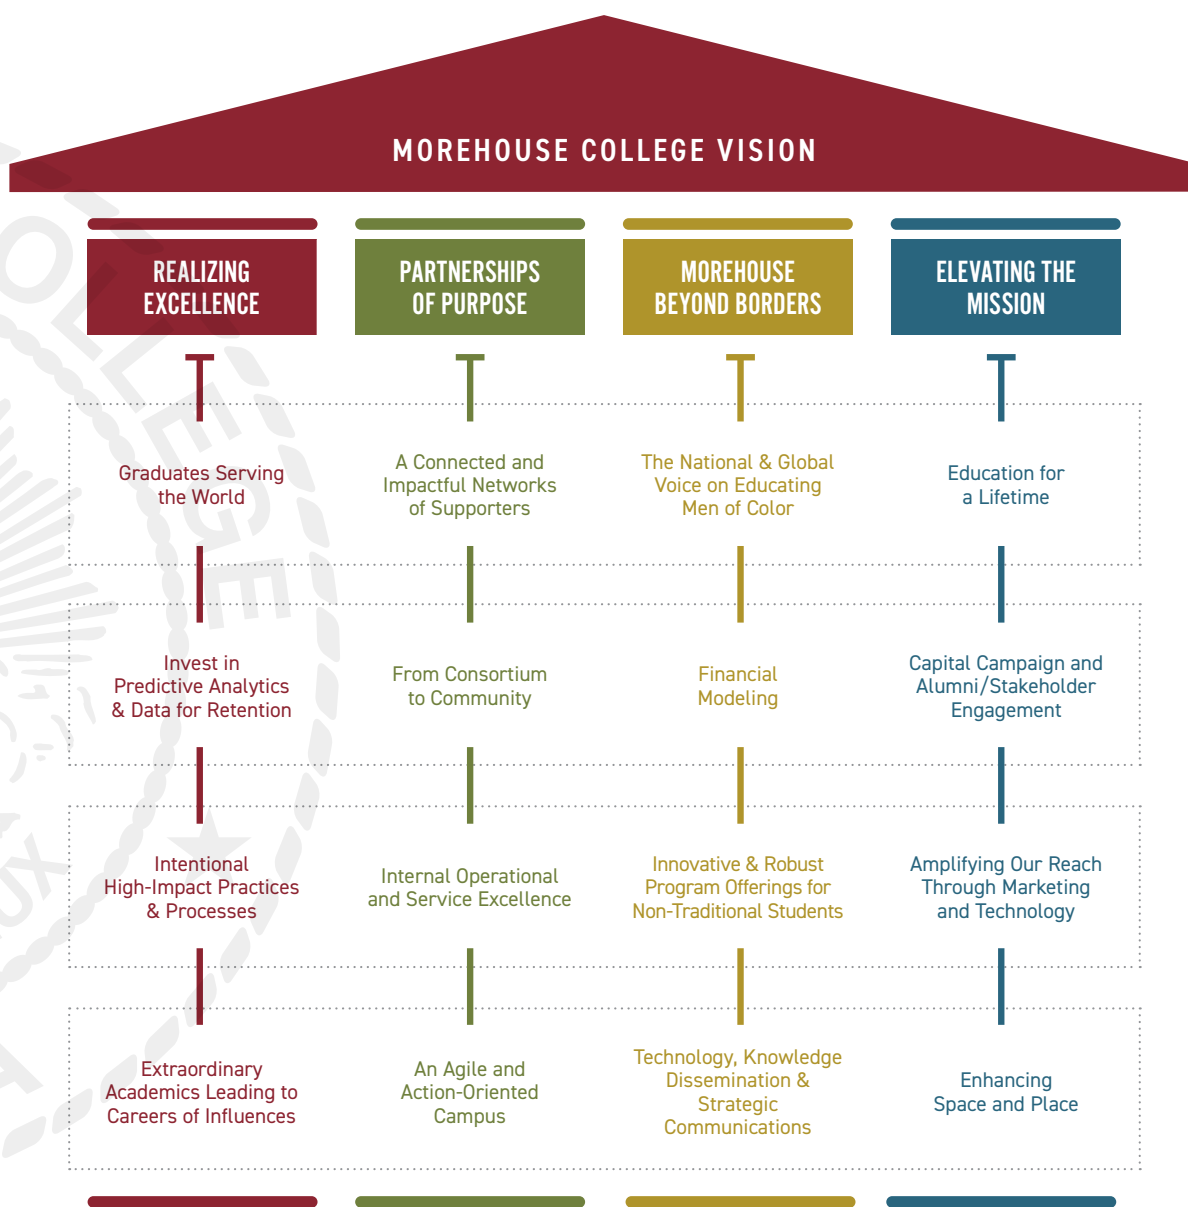 MOREHOUSE COLLEGE VISION
REALIZING
EXCELLENCE
PARTNERSHIPS
OF PURPOSE
MOREHOUSE
BEYOND BORDERS
ELEVATING THE
MISSION
Graduates Serving
the World
A Connected and
Impactful Networks
of Supporters
The National & Global
Voice on Educating
Men of Color
Education for
a Lifetime
Invest in
Predictive Analytics
& Data for Retention
From Consortium
to Community
Financial
Modeling
Capital Campaign and
Alumni/Stakeholder
Engagement
Intentional
High-Impact Practices
& Processes
Internal Operational
and Service Excellence
Innovative & Robust
Program Offerings for
Non-Traditional Students
Amplifying Our Reach
Through Marketing
and Technology
Extraordinary
Academics Leading to
Careers of Influences
An Agile and
Action-Oriented
Campus
Technology, Knowledge
Dissemination &
Strategic
Communications
Enhancing
Space and Place
OLLEGE